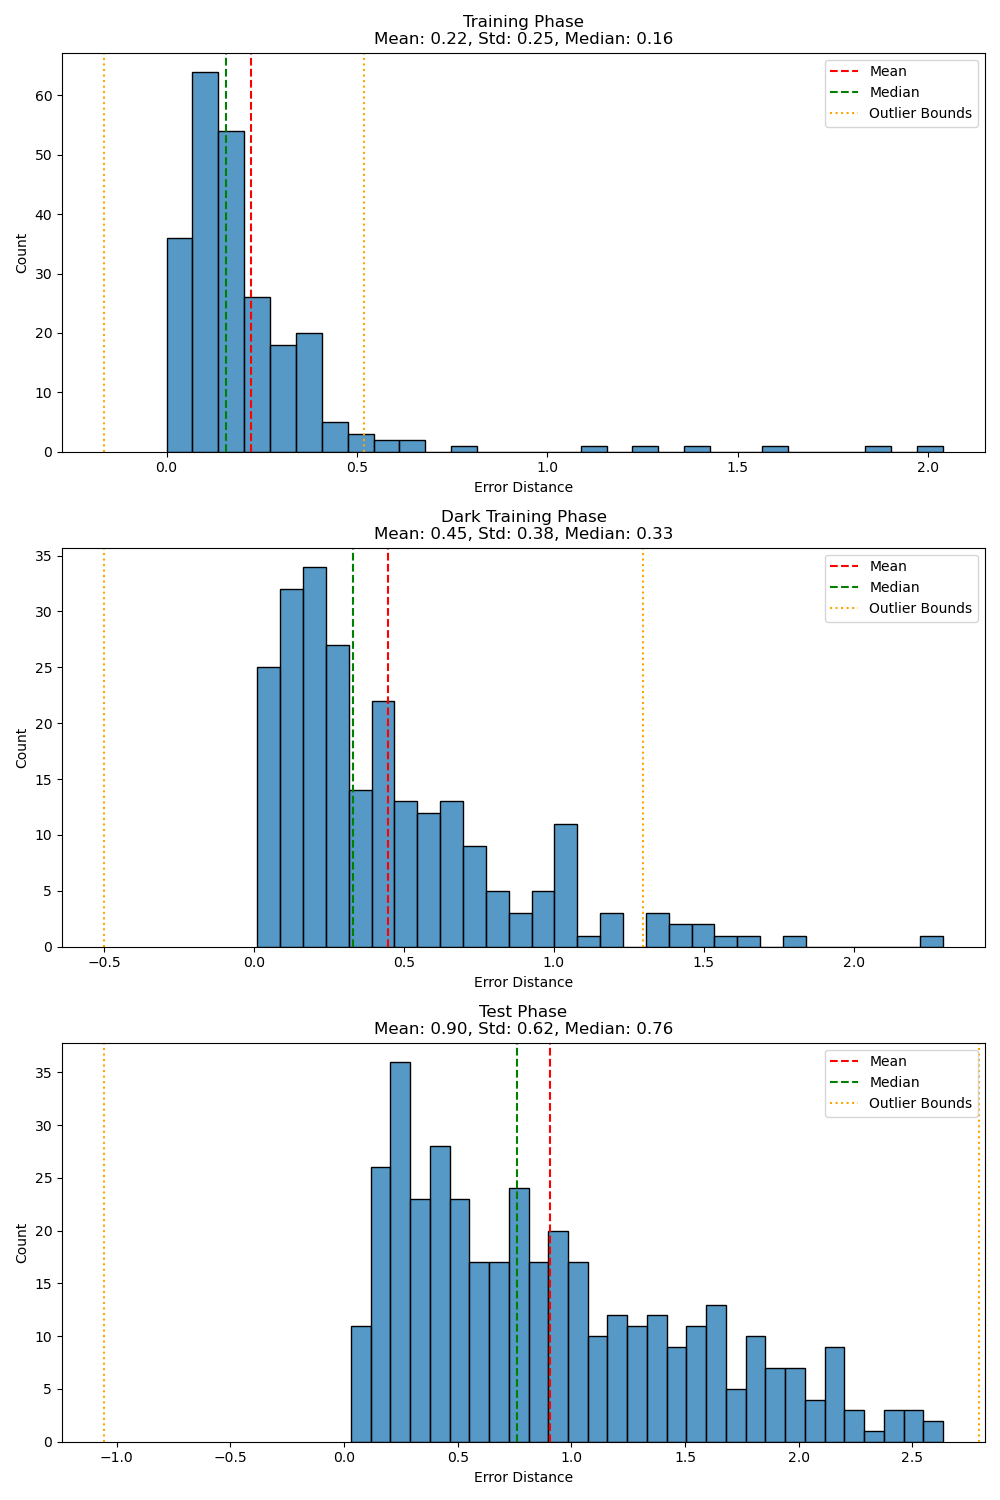 Training Phase
Mean: 0.22, Std: 0.25, Median: 0.16
Mean
Median
Outlier Bounds
Count
60
50
40
30
20
10
0
0.0 0.5 1.0 1.5 2.0
Error Distance
Dark Training Phase
Mean: 0.45, Std: 0.38, Median: 0.33
Mean
Median
Outlier Bounds
Count
35
30
25
20
15
10
5
0
−0.5 0.0 0.5 1.0 1.5 2.0
Error Distance
Test Phase
Mean: 0.90, Std: 0.62, Median: 0.76
Mean
Median
Outlier Bounds
Count
35
30
25
20
15
10
5
0
−1.0 −0.5 0.0 0.5 1.0 1.5 2.0 2.5
Error Distance